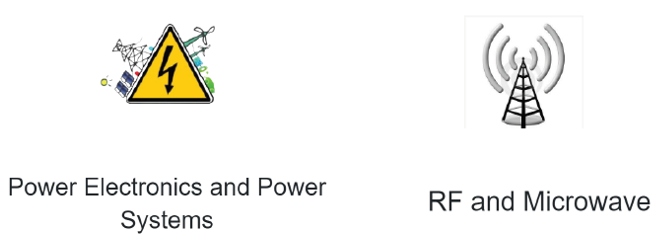 Power Electronics and Power
Systems
RF and Microwave